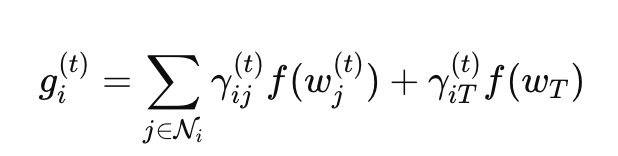 g_i^{(t)} = \sum_{j \in \mathcal{N}_i} \gamma_{ij}^{(t)} f(w_j^{(t)}) + \gamma_{iT}^{(t)} f(w_T)